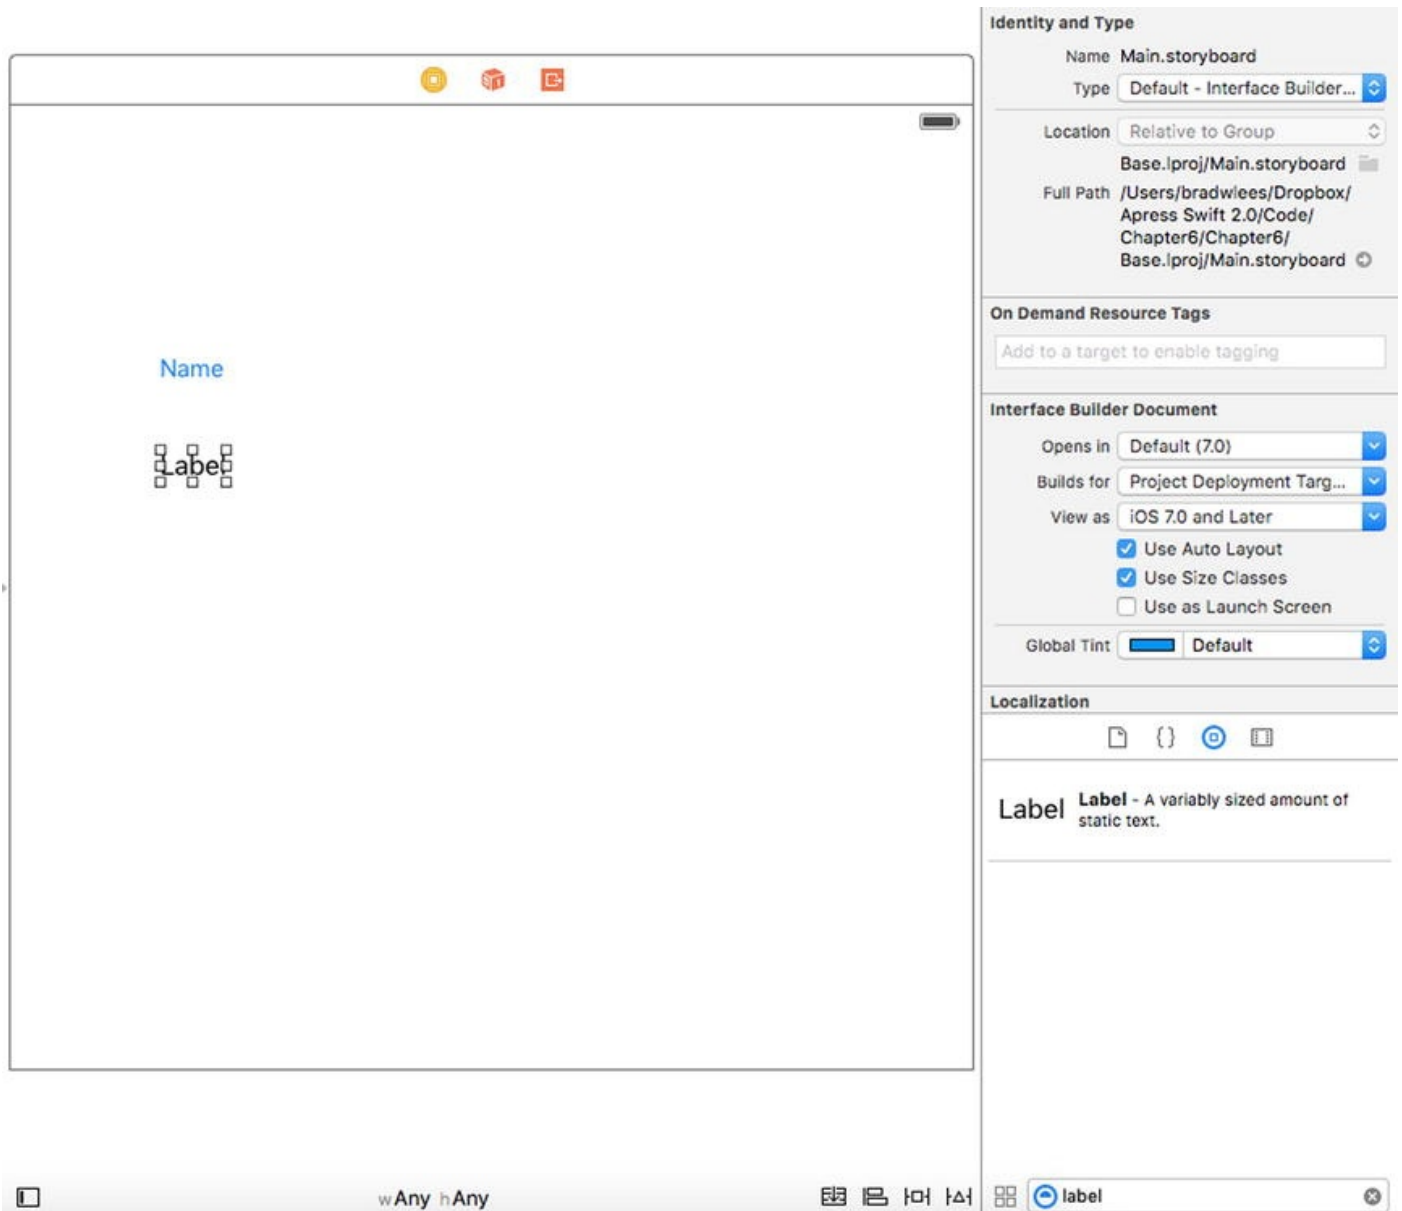 Identity and Type
Name Main.storyboard
Type Default - Interface Builder...
Location Relative to Group
Base.lproj/Main.storyboard
Full Path /Users/bradwlees/Dropbox/
Apress Swift 2.0/Code/
Chapter6/Chapter6/
Base.lproj/Main.storyboard
On Demand Resource Tags
Add to a target to enable tagging
Interface Builder Document
Opens in Default (7.0)
Builds for Project Deployment Targ...
View as iOS 7.0 and Later
Use Auto Layout
Use Size Classes
Use as Launch Screen
Global Tint Default
Localization
Label Label - A variably sized amount of
static text.
label
Name
Label
wAny hAny